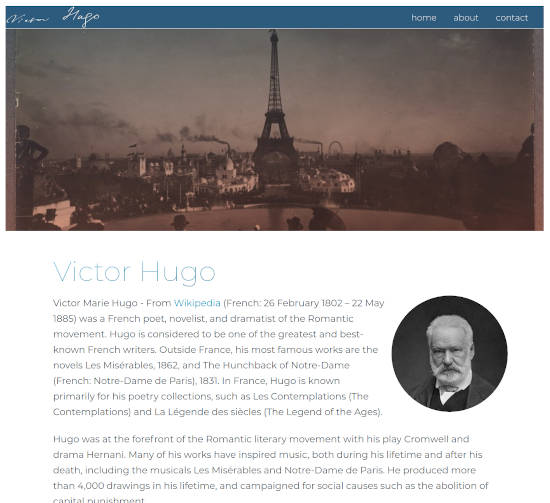 Victor Hugo
home about contact
Victor Hugo
Victor Marie Hugo - From Wikipedia (French: 26 February 1802 – 22 May
1885) was a French poet, novelist, and dramatist of the Romantic
movement. Hugo is considered to be one of the greatest and best-
known French writers. Outside France, his most famous works are the
novels Les Misérables, 1862, and The Hunchback of Notre-Dame
(French: Notre-Dame de Paris), 1831. In France, Hugo is known
primarily for his poetry collections, such as Les Contemplations (The
Contemplations) and La Légende des siècles (The Legend of the Ages).
Hugo was at the forefront of the Romantic literary movement with his play Cromwell and
drama Hernani. Many of his works have inspired music, both during his lifetime and after his
death, including the musicals Les Misérables and Notre-Dame de Paris. He produced more
than 4,000 drawings in his lifetime, and campaigned for social causes such as the abolition of
capital punishment.